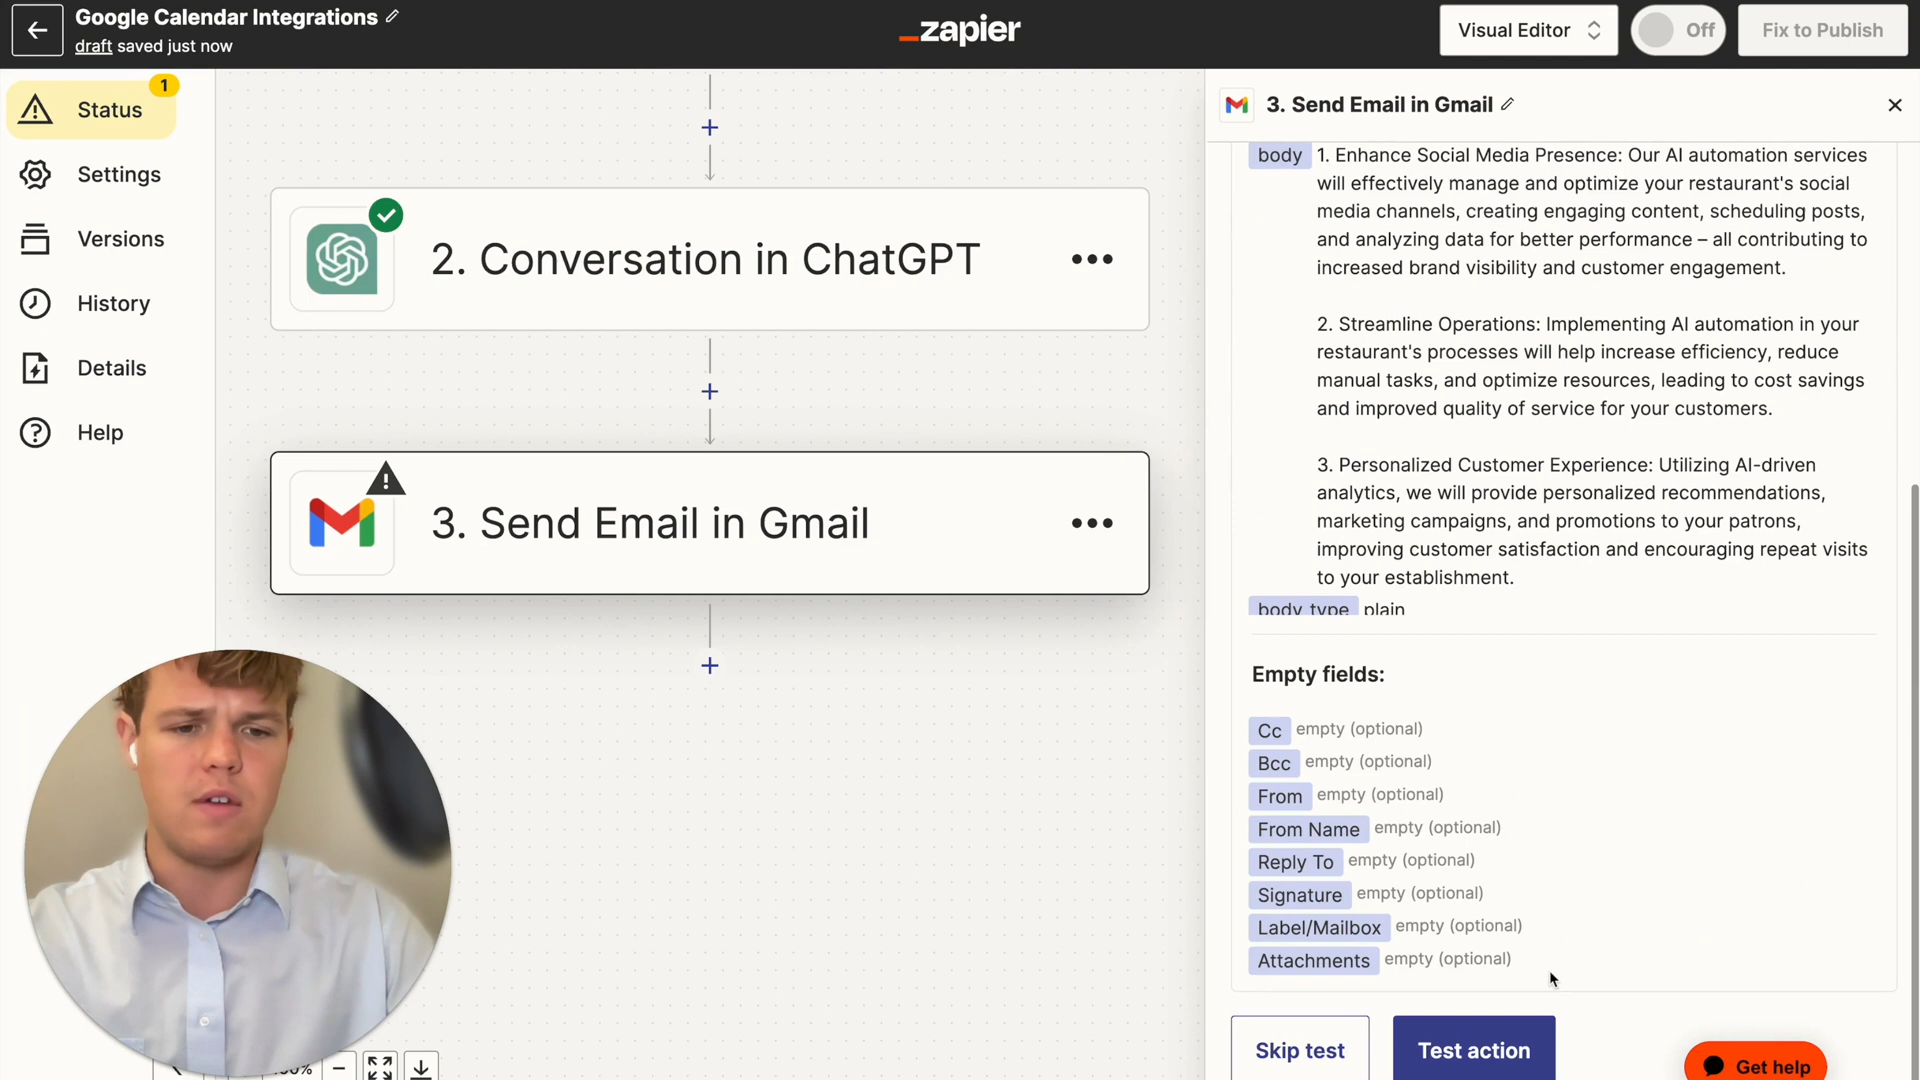 Google Calendar Integrations
draft saved just now
zapier
Visual Editor
Off
Fix to Publish
1
Status
Settings
Versions
History
Details
Help
2. Conversation in ChatGPT
3. Send Email in Gmail
3. Send Email in Gmail
body 1. Enhance Social Media Presence: Our AI automation services
will effectively manage and optimize your restaurant's social
media channels, creating engaging content, scheduling posts,
and analyzing data for better performance – all contributing to
increased brand visibility and customer engagement.
2. Streamline Operations: Implementing AI automation in your
restaurant's processes will help increase efficiency, reduce
manual tasks, and optimize resources, leading to cost savings
and improved quality of service for your customers.
3. Personalized Customer Experience: Utilizing AI-driven
analytics, we will provide personalized recommendations,
marketing campaigns, and promotions to your patrons,
improving customer satisfaction and encouraging repeat visits
to your establishment.
body type plain
Empty fields:
Cc empty (optional)
Bcc empty (optional)
From empty (optional)
From Name empty (optional)
Reply To empty (optional)
Signature empty (optional)
Label/Mailbox empty (optional)
Attachments empty (optional)
Skip test
Test action
Get help